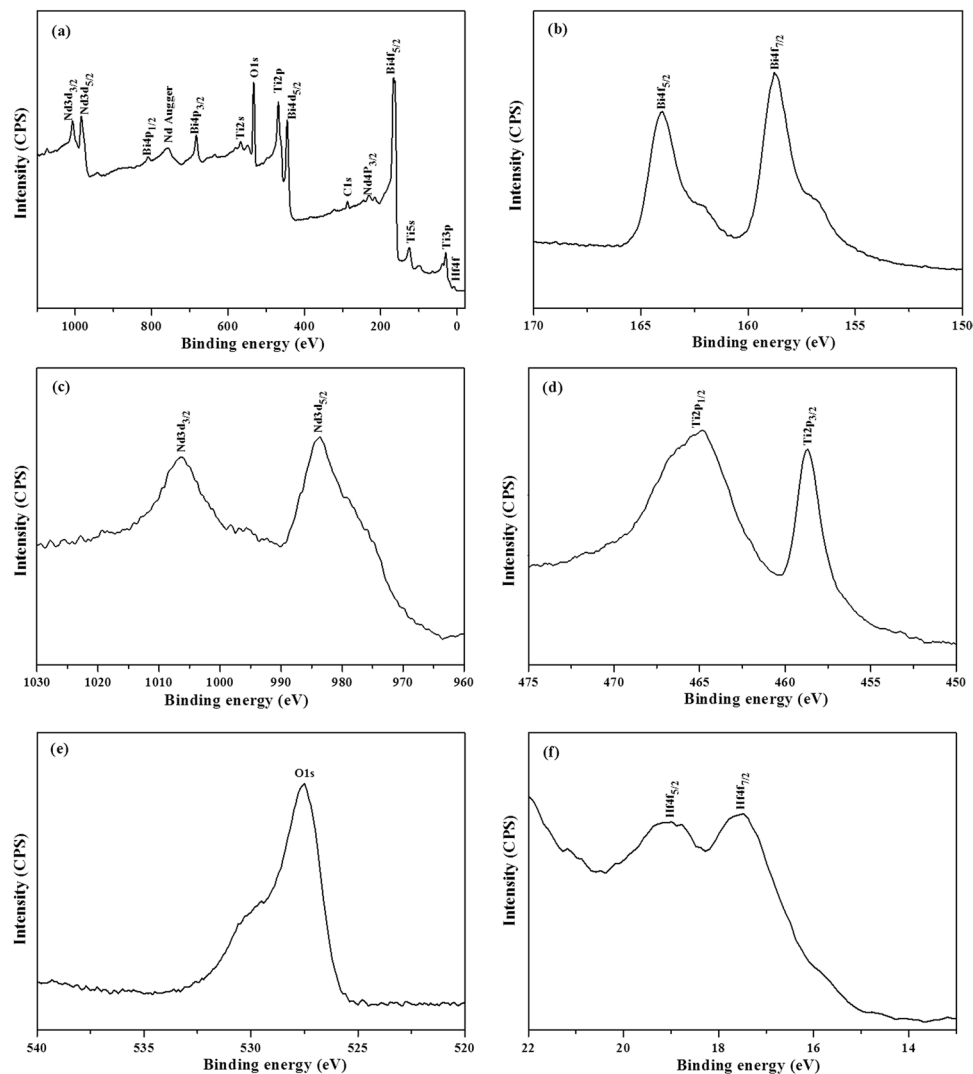 (a)
Nd3d3/2
Nd3d5/2
Bi4p1/2
Nd Augger
Bi4p3/2
Ti2s
O1s
Ti2p
Bi4d5/2
C1s
Nd4P3/2
Bi4f5/2
Ti5s
Ti3p
Hf4f
Intensity (CPS)
1000 800 600 400 200 0
Binding energy (eV)
(b)
Bi4f5/2
Bi4f7/2
Intensity (CPS)
170 165 160 155 150
Binding energy (eV)
(c)
Nd3d3/2
Nd3d5/2
Intensity (CPS)
1030 1020 1010 1000 990 980 970 960
Binding energy (eV)
(d)
Ti2p1/2
Ti2p3/2
Intensity (CPS)
475 470 465 460 455 450
Binding energy (eV)
(e)
O1s
Intensity (CPS)
540 535 530 525 520
Binding energy (eV)
(f)
Hf4f5/2
Hf4f7/2
Intensity (CPS)
22 20 18 16 14
Binding energy (eV)